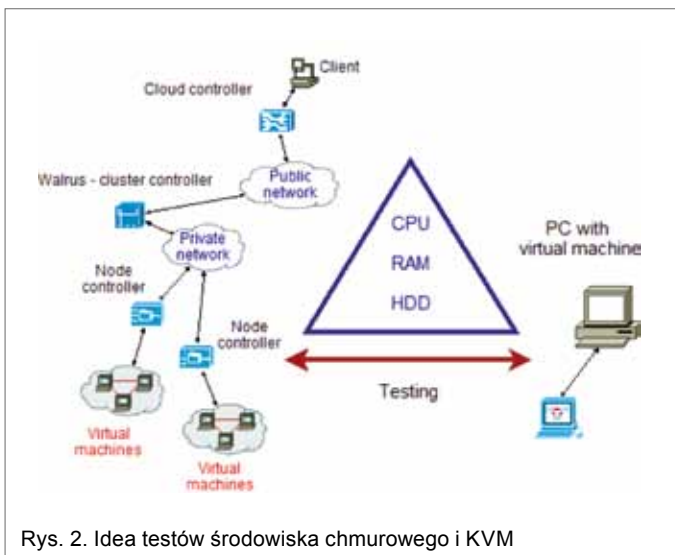 Client
Cloud controller
Public
network
Walrus - cluster controller
Private
network
Node
controller
Node
controller
Virtual
machines
Virtual
machines
CPU
RAM
HDD
Testing
PC with
virtual machine
Rys. 2. Idea testów środowiska chmurowego i KVM